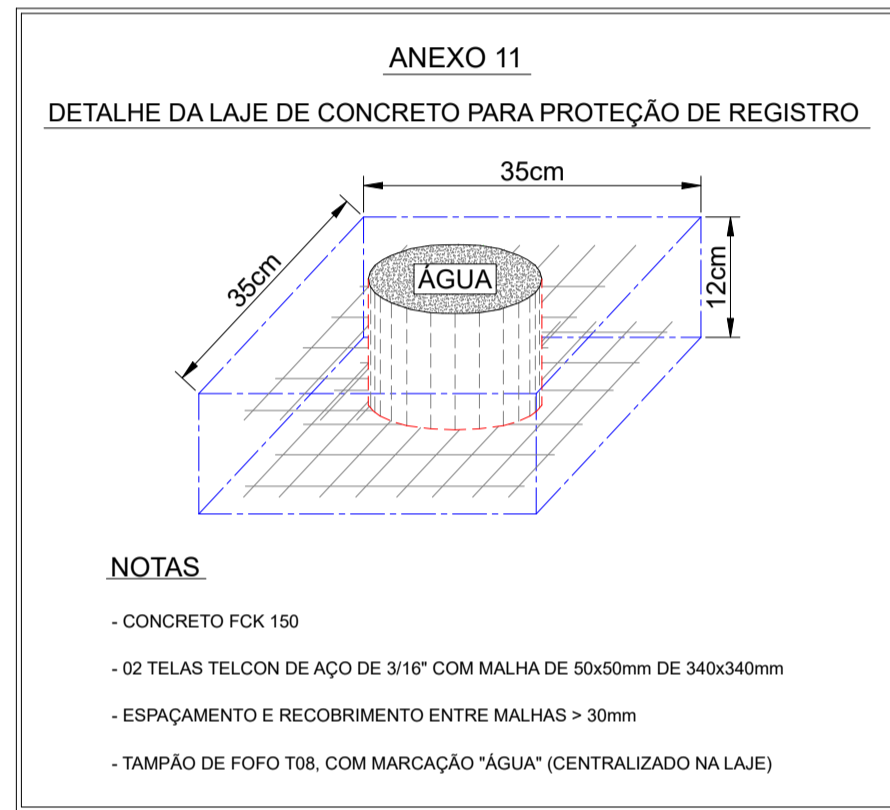 ANEXO 11
DETALHE DA LAJE DE CONCRETO PARA PROTEÇÃO DE REGISTRO
35cm
35cm
12cm
ÁGUA
NOTAS
- CONCRETO FCK 150
- 02 TELAS TELCON DE AÇO DE 3/16" COM MALHA DE 50x50mm DE 340x340mm
- ESPAÇAMENTO E RECOBRIMENTO ENTRE MALHAS > 30mm
- TAMPÃO DE FOFO T08, COM MARCAÇÃO "ÁGUA" (CENTRALIZADO NA LAJE)